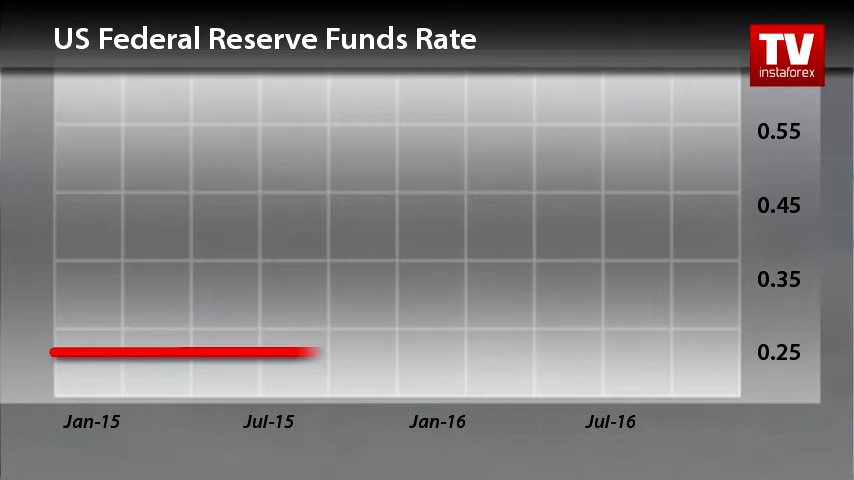 US Federal Reserve Funds Rate
TV
instaforex
0.55
0.45
0.35
0.25
Jan-15 Jul-15 Jan-16 Jul-16